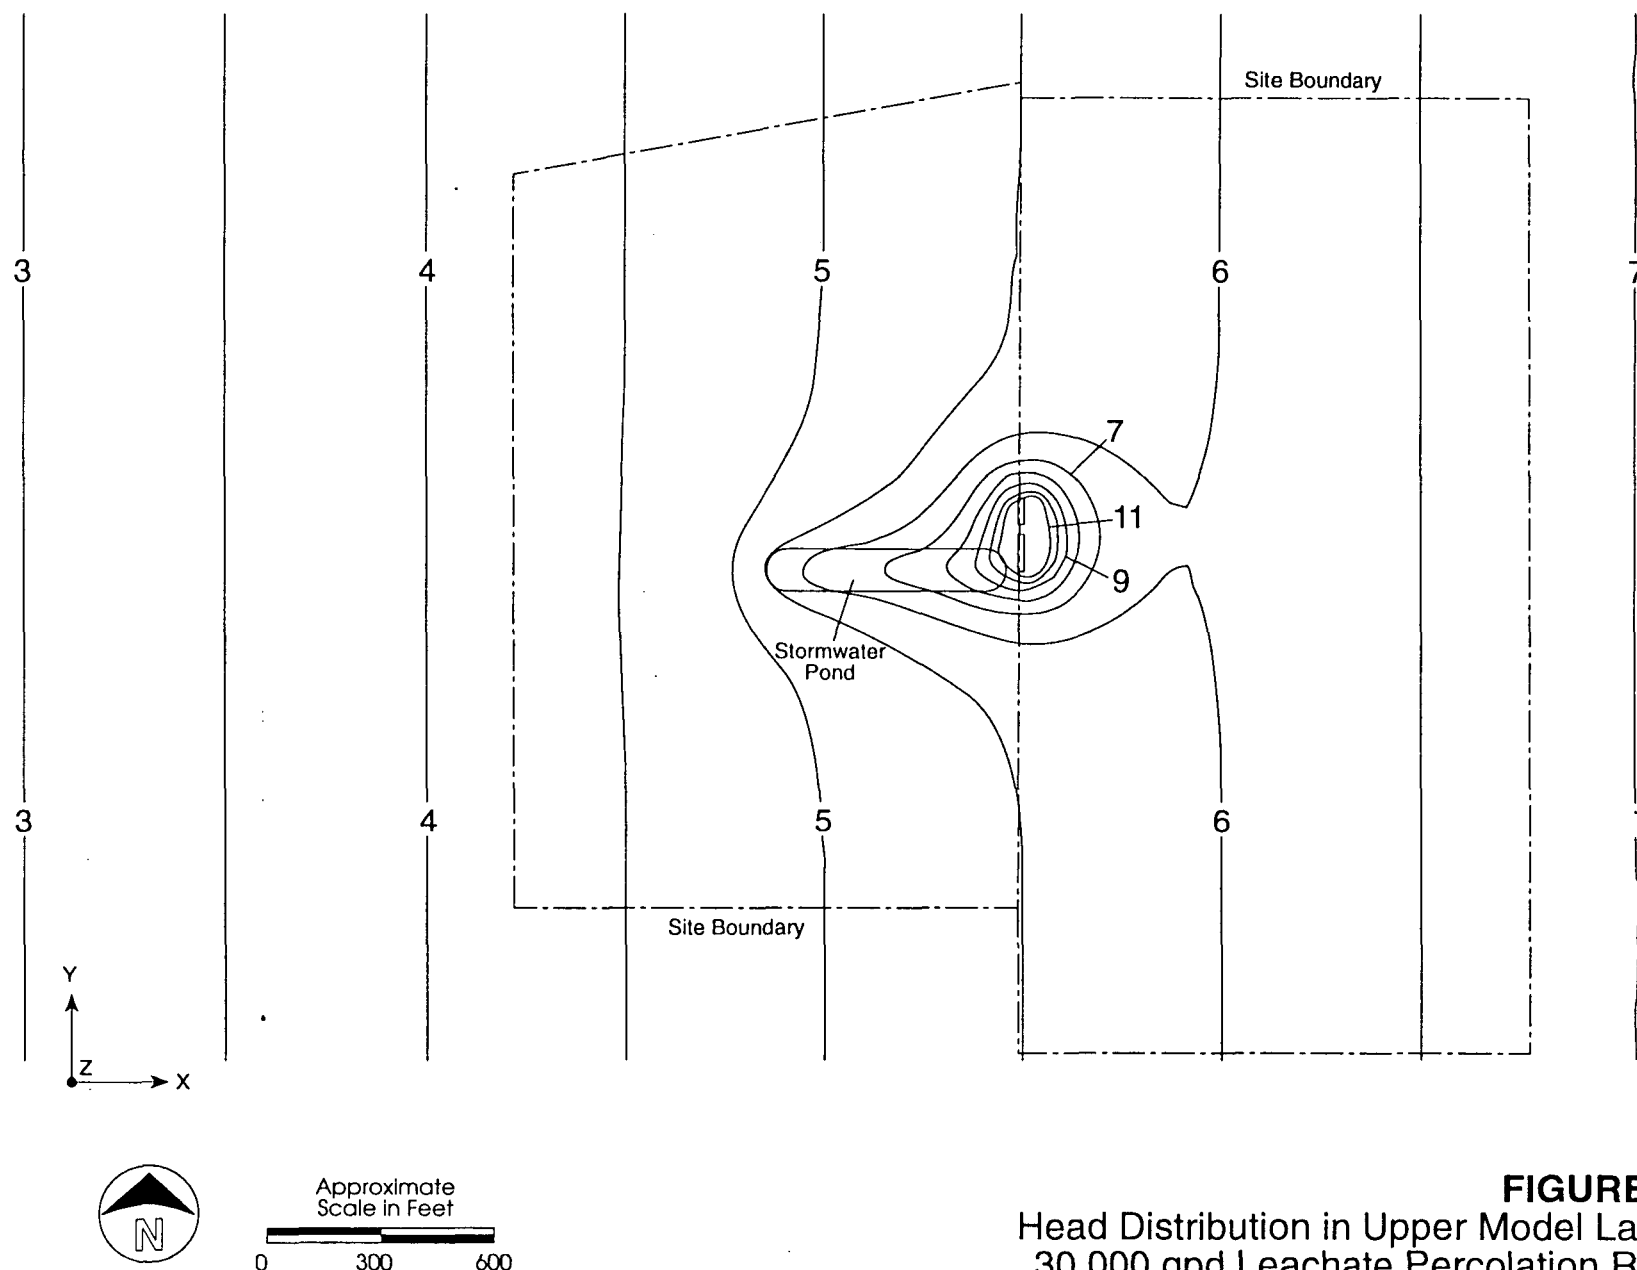 Site Boundary
3
4
5
6
7
7
11
9
Stormwater
Pond
3
4
5
6
Site Boundary
Y
Z
X
N
Approximate
Scale in Feet
0 300 600
FIGURE
Head Distribution in Upper Model La
30,000 gpd Leachate Percolation R